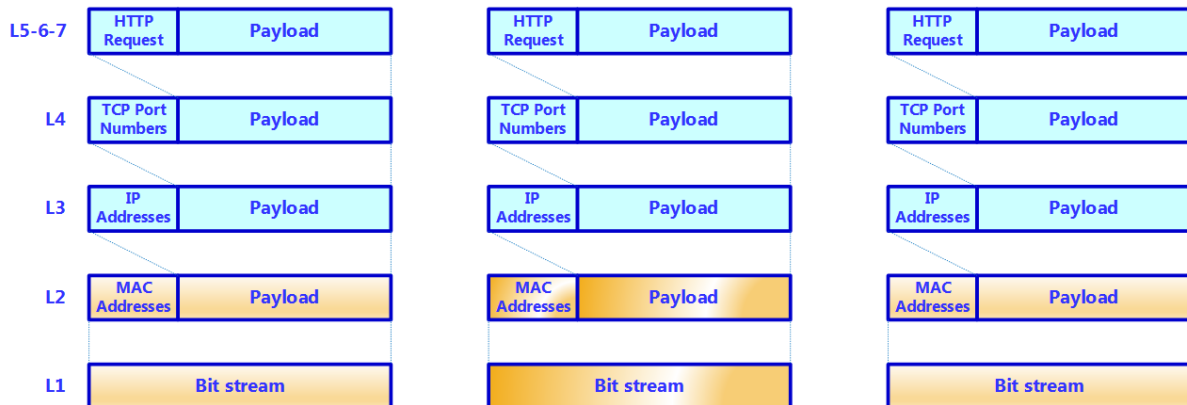 L5-6-7
HTTP
Request
Payload
HTTP
Request
Payload
HTTP
Request
Payload
L4
TCP Port
Numbers
Payload
TCP Port
Numbers
Payload
TCP Port
Numbers
Payload
L3
IP
Addresses
Payload
IP
Addresses
Payload
IP
Addresses
Payload
L2
MAC
Addresses
Payload
MAC
Addresses
Payload
MAC
Addresses
Payload
L1
Bit stream
Bit stream
Bit stream